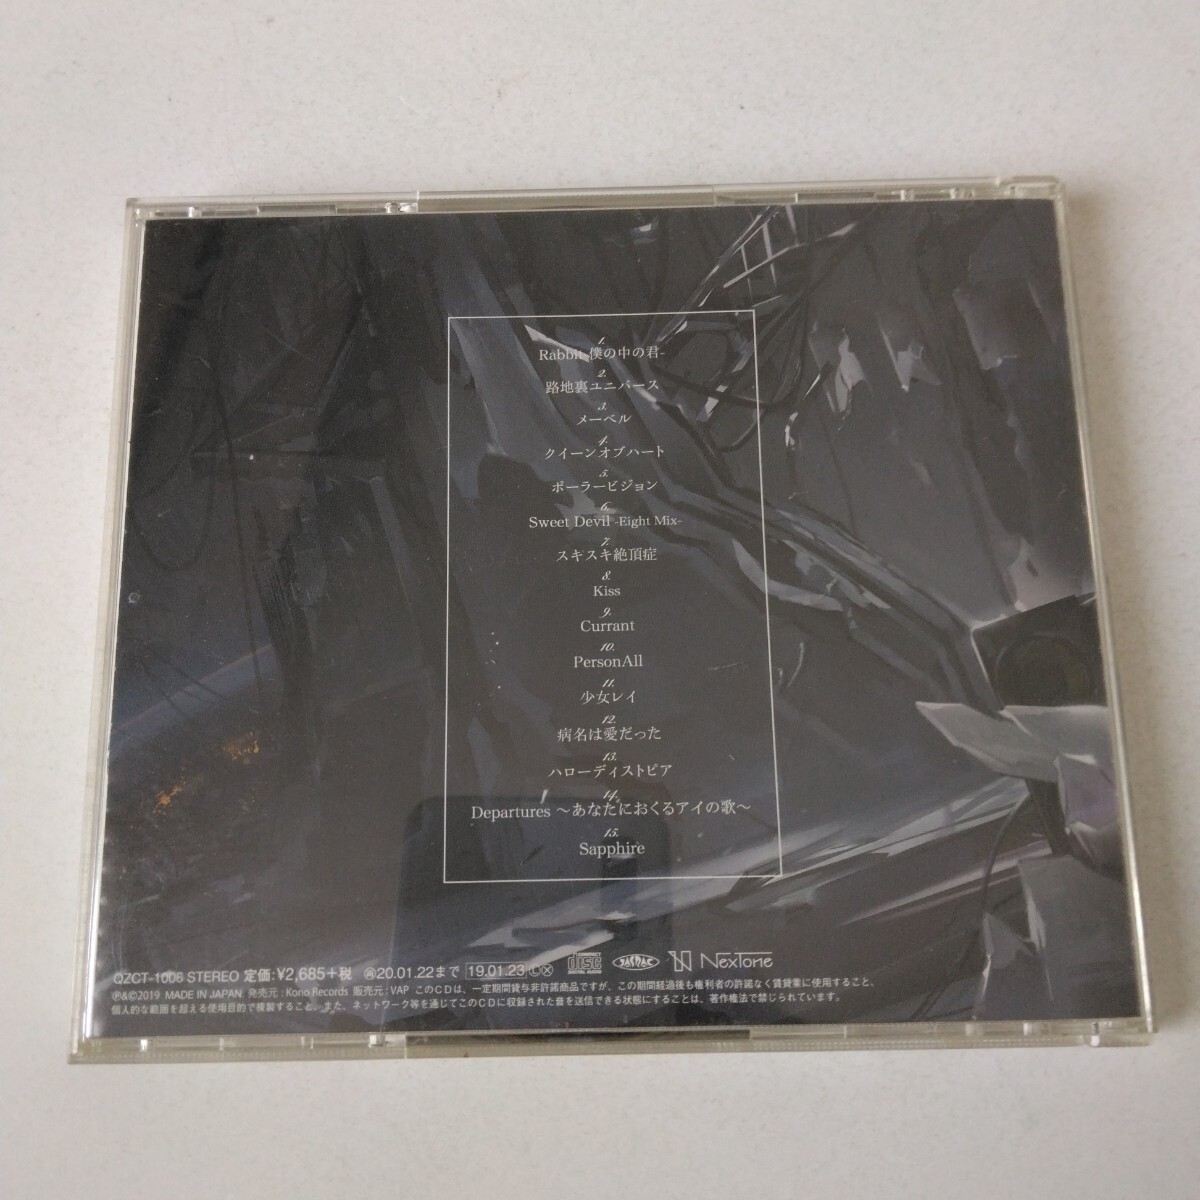 1.
Rabbit-僕の中の君-
2.
路地裏ユニバース
3.
メーベル
4.
クイーンオブハート
5.
ポーラービジョン
6.
Sweet Devil -Eight Mix-
7.
スキスキ絶頂症
8.
Kiss
9.
Currant
10.
PersonAll
11.
少女レイ
12.
病名は愛だった
13.
ハローディストピア
14.
Departures ～あなたにおくるアイの歌～
15.
Sapphire
QZCT-1006 STEREO 定価:¥2,685+税 20.01.22まで 19.01.23 LX COMPACT disc DIGITAL AUDIO JASRAC NexTone
Ⓟ&©2019 MADE IN JAPAN 発売元：Kono Records 販売元：VAP このCDは、一定期間貸与非許諾商品ですが、この期間経過後も権利者の許諾なく賃貸業に使用すること、
個人的な範囲を超える使用目的で複製すること、また、ネットワーク等を通じてこのCDに収録された音を送信できる状態にすることは、著作権法で禁じられています。